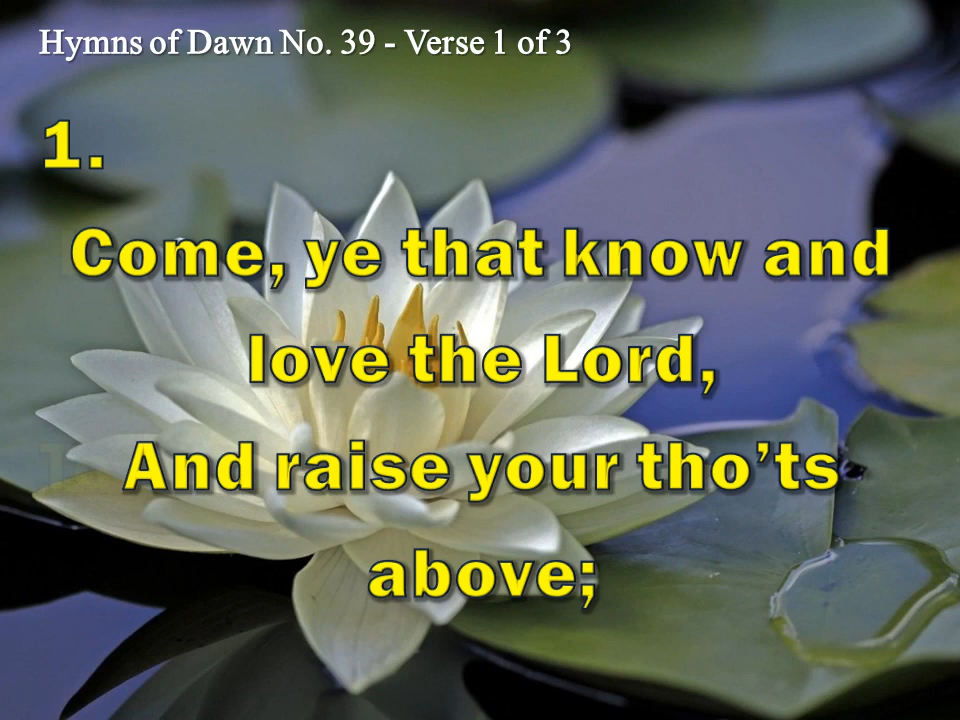 Hymns of Dawn No. 39 - Verse 1 of 3
1.
Come, ye that know and
love the Lord,
And raise your tho’ts
above;